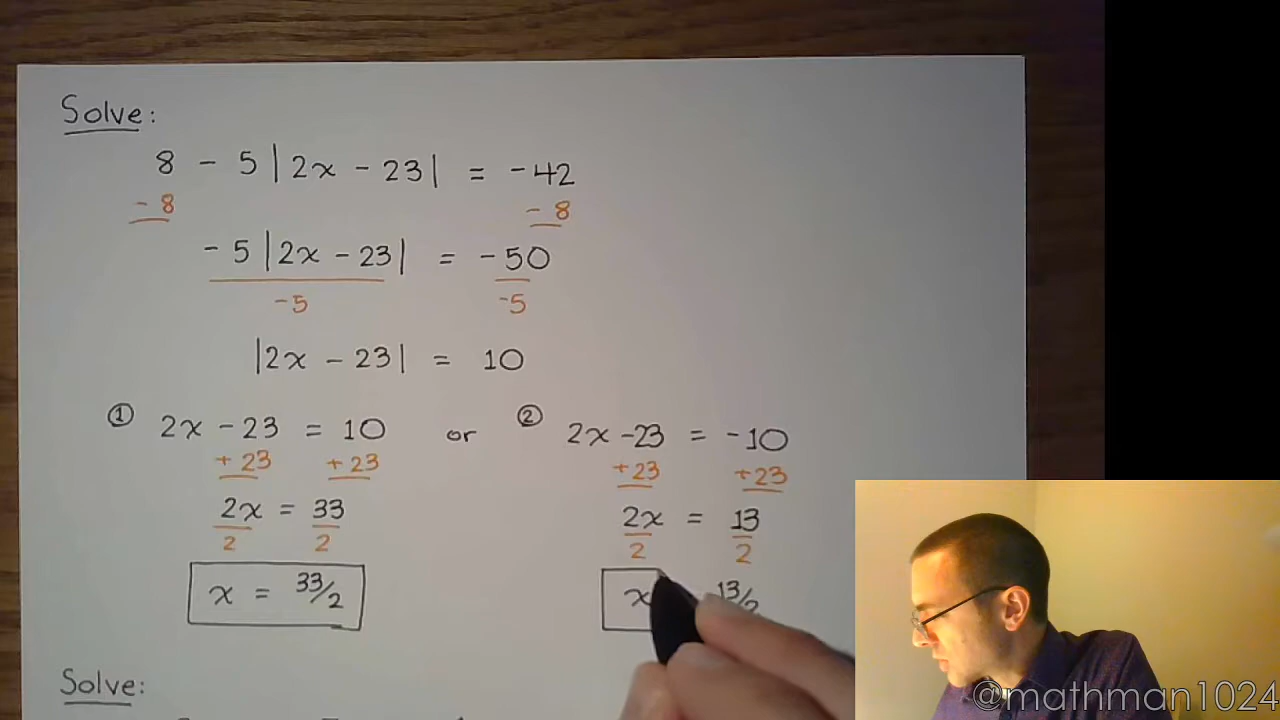 Solve:
8 - 5|2x - 23| = -42
- 8 - 8
- 5|2x - 23| = -50
-5 -5
|2x - 23| = 10
① 2x - 23 = 10 or ② 2x - 23 = -10
+ 23 + 23 + 23 + 23
2x = 33 2x = 13
2 2 2 2
x = 33/2 x 13/2
Solve:
@mathman1024